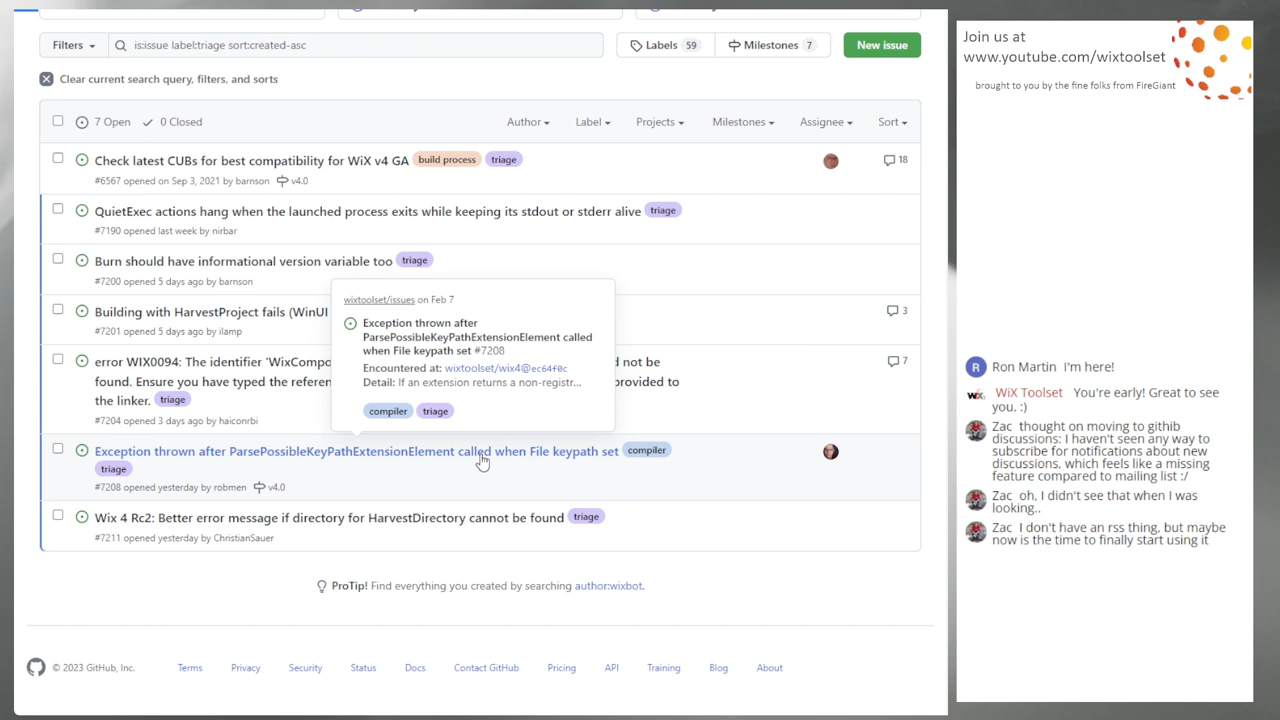 Filters
is:issue label:triage sort:created-asc
Labels 59
Milestones 7
New issue
Clear current search query, filters, and sorts
7 Open
0 Closed
Author
Label
Projects
Milestones
Assignee
Sort
Check latest CUBs for best compatibility for WiX v4 GA build process triage
18
#6567 opened on Sep 3, 2021 by barnson v4.0
QuietExec actions hang when the launched process exits while keeping its stdout or stderr alive triage
#7190 opened last week by nirbar
Burn should have informational version variable too triage
#7200 opened 5 days ago by barnson
Building with HarvestProject fails (WinUI
3
#7201 opened 5 days ago by ilamp
error WIX0094: The identifier 'WixCompo
d not be
7
found. Ensure you have typed the referen
provided to
the linker. triage
#7204 opened 3 days ago by haiconrbi
wixtoolset/issues on Feb 7
Exception thrown after
ParsePossibleKeyPathExtensionElement called
when File keypath set #7208
Encountered at: wixtoolset/wix4@ec64f0c
Detail: If an extension returns a non-registr...
compiler triage
Exception thrown after ParsePossibleKeyPathExtensionElement called when File keypath set compiler
triage
#7208 opened yesterday by robmen v4.0
Wix 4 Rc2: Better error message if directory for HarvestDirectory cannot be found triage
#7211 opened yesterday by ChristianSauer
ProTip! Find everything you created by searching author:wixbot.
© 2023 GitHub, Inc.
Terms
Privacy
Security
Status
Docs
Contact GitHub
Pricing
API
Training
Blog
About
Join us at
www.youtube.com/wixtoolset
brought to you by the fine folks from FireGiant
R Ron Martin I'm here!
WiX Toolset You're early! Great to see
you. :)
Zac thought on moving to githib
discussions: I haven't seen any way to
subscribe for notifications about new
discussions, which feels like a missing
feature compared to mailing list :/
Zac oh, I didn't see that when I was
looking..
Zac I don't have an rss thing, but maybe
now is the time to finally start using it